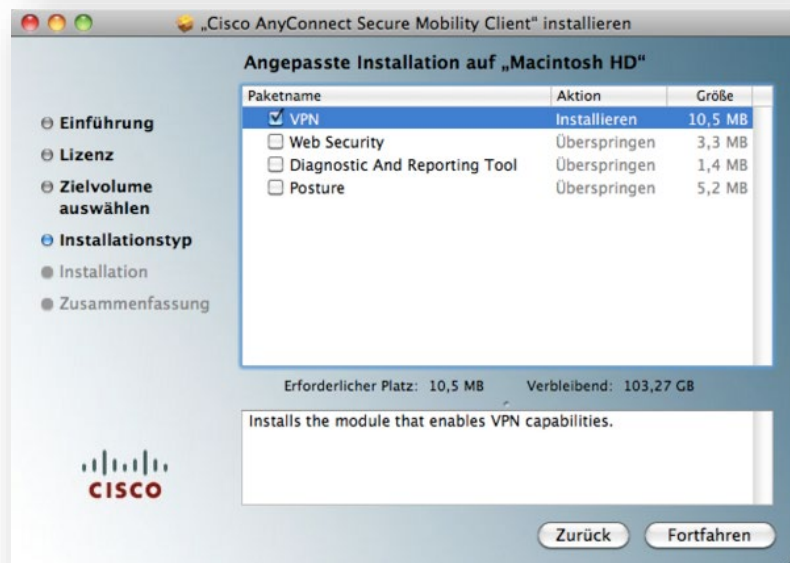 „Cisco AnyConnect Secure Mobility Client" installieren
Angepasste Installation auf „Macintosh HD“
Einführung
Lizenz
Zielvolume
auswählen
Installationstyp
Installation
Zusammenfassung
Paketname Aktion Größe
VPN Installieren 10,5 MB
Web Security Überspringen 3,3 MB
Diagnostic And Reporting Tool Überspringen 1,4 MB
Posture Überspringen 5,2 MB
Erforderlicher Platz: 10,5 MB Verbleibend: 103,27 GB
Installs the module that enables VPN capabilities.
CISCO
Zurück Fortfahren